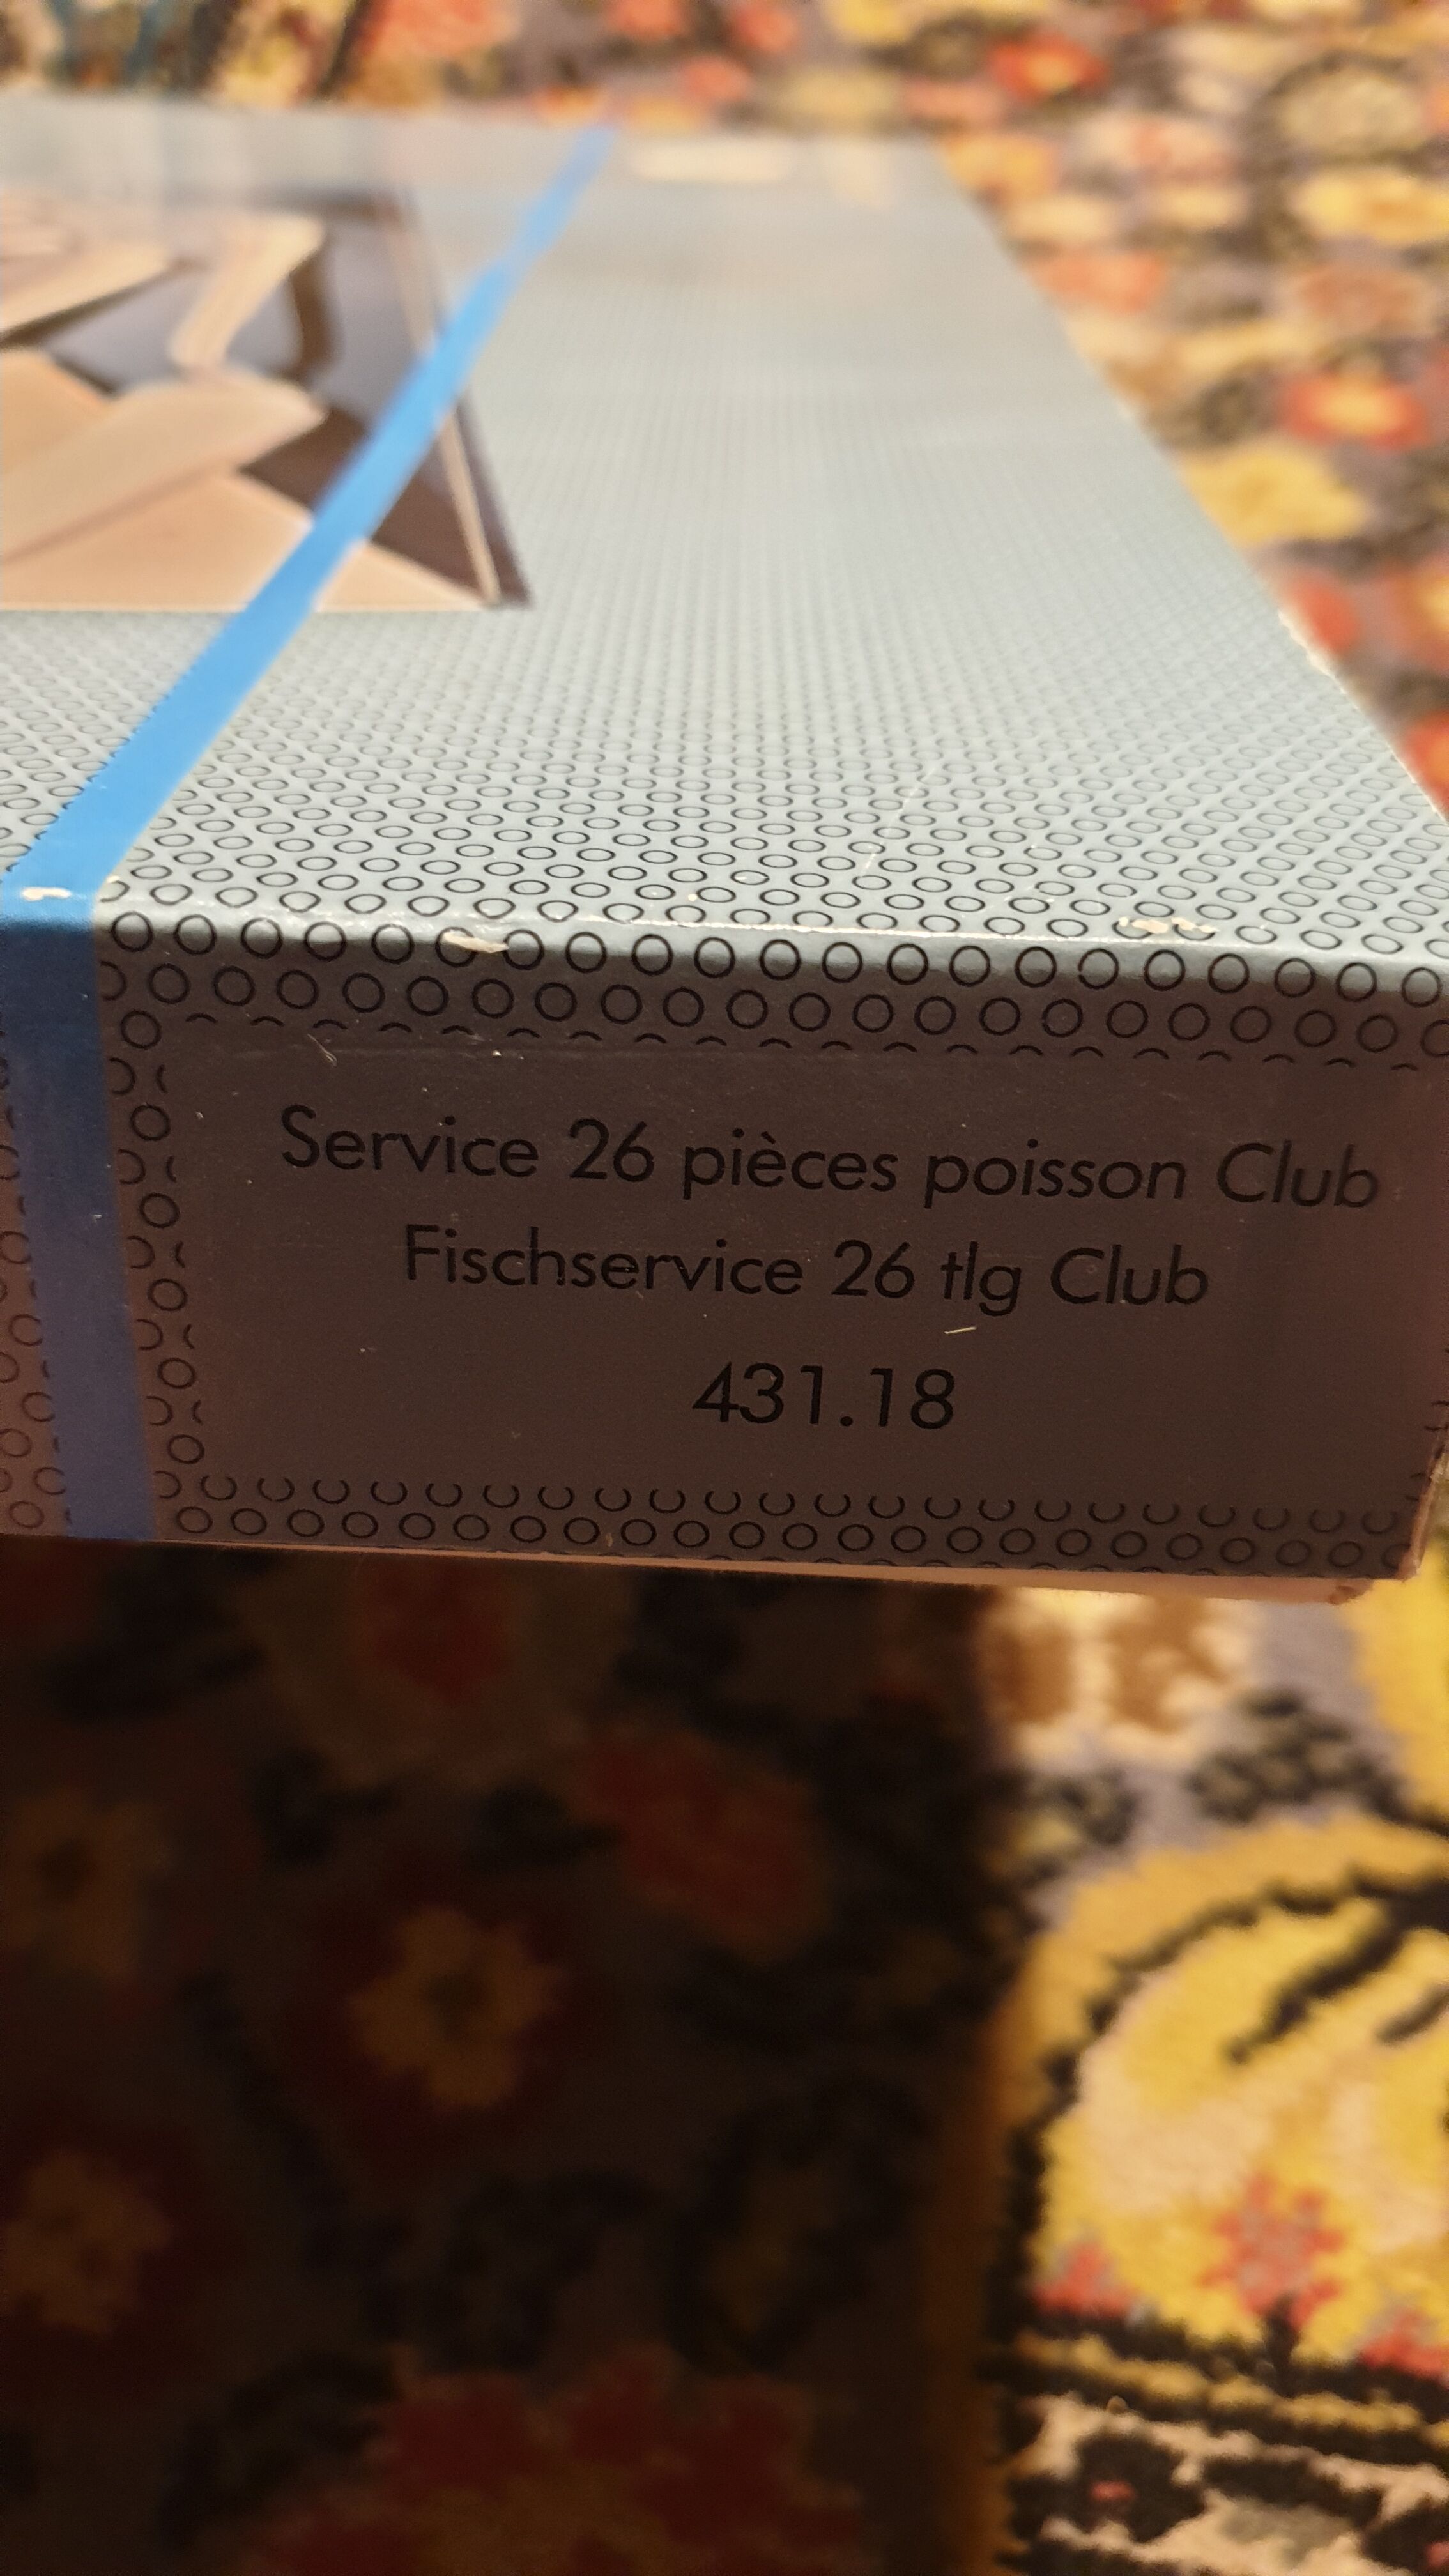 Service 26 pièces poisson Club
Fischservice 26 tlg Club
431.18